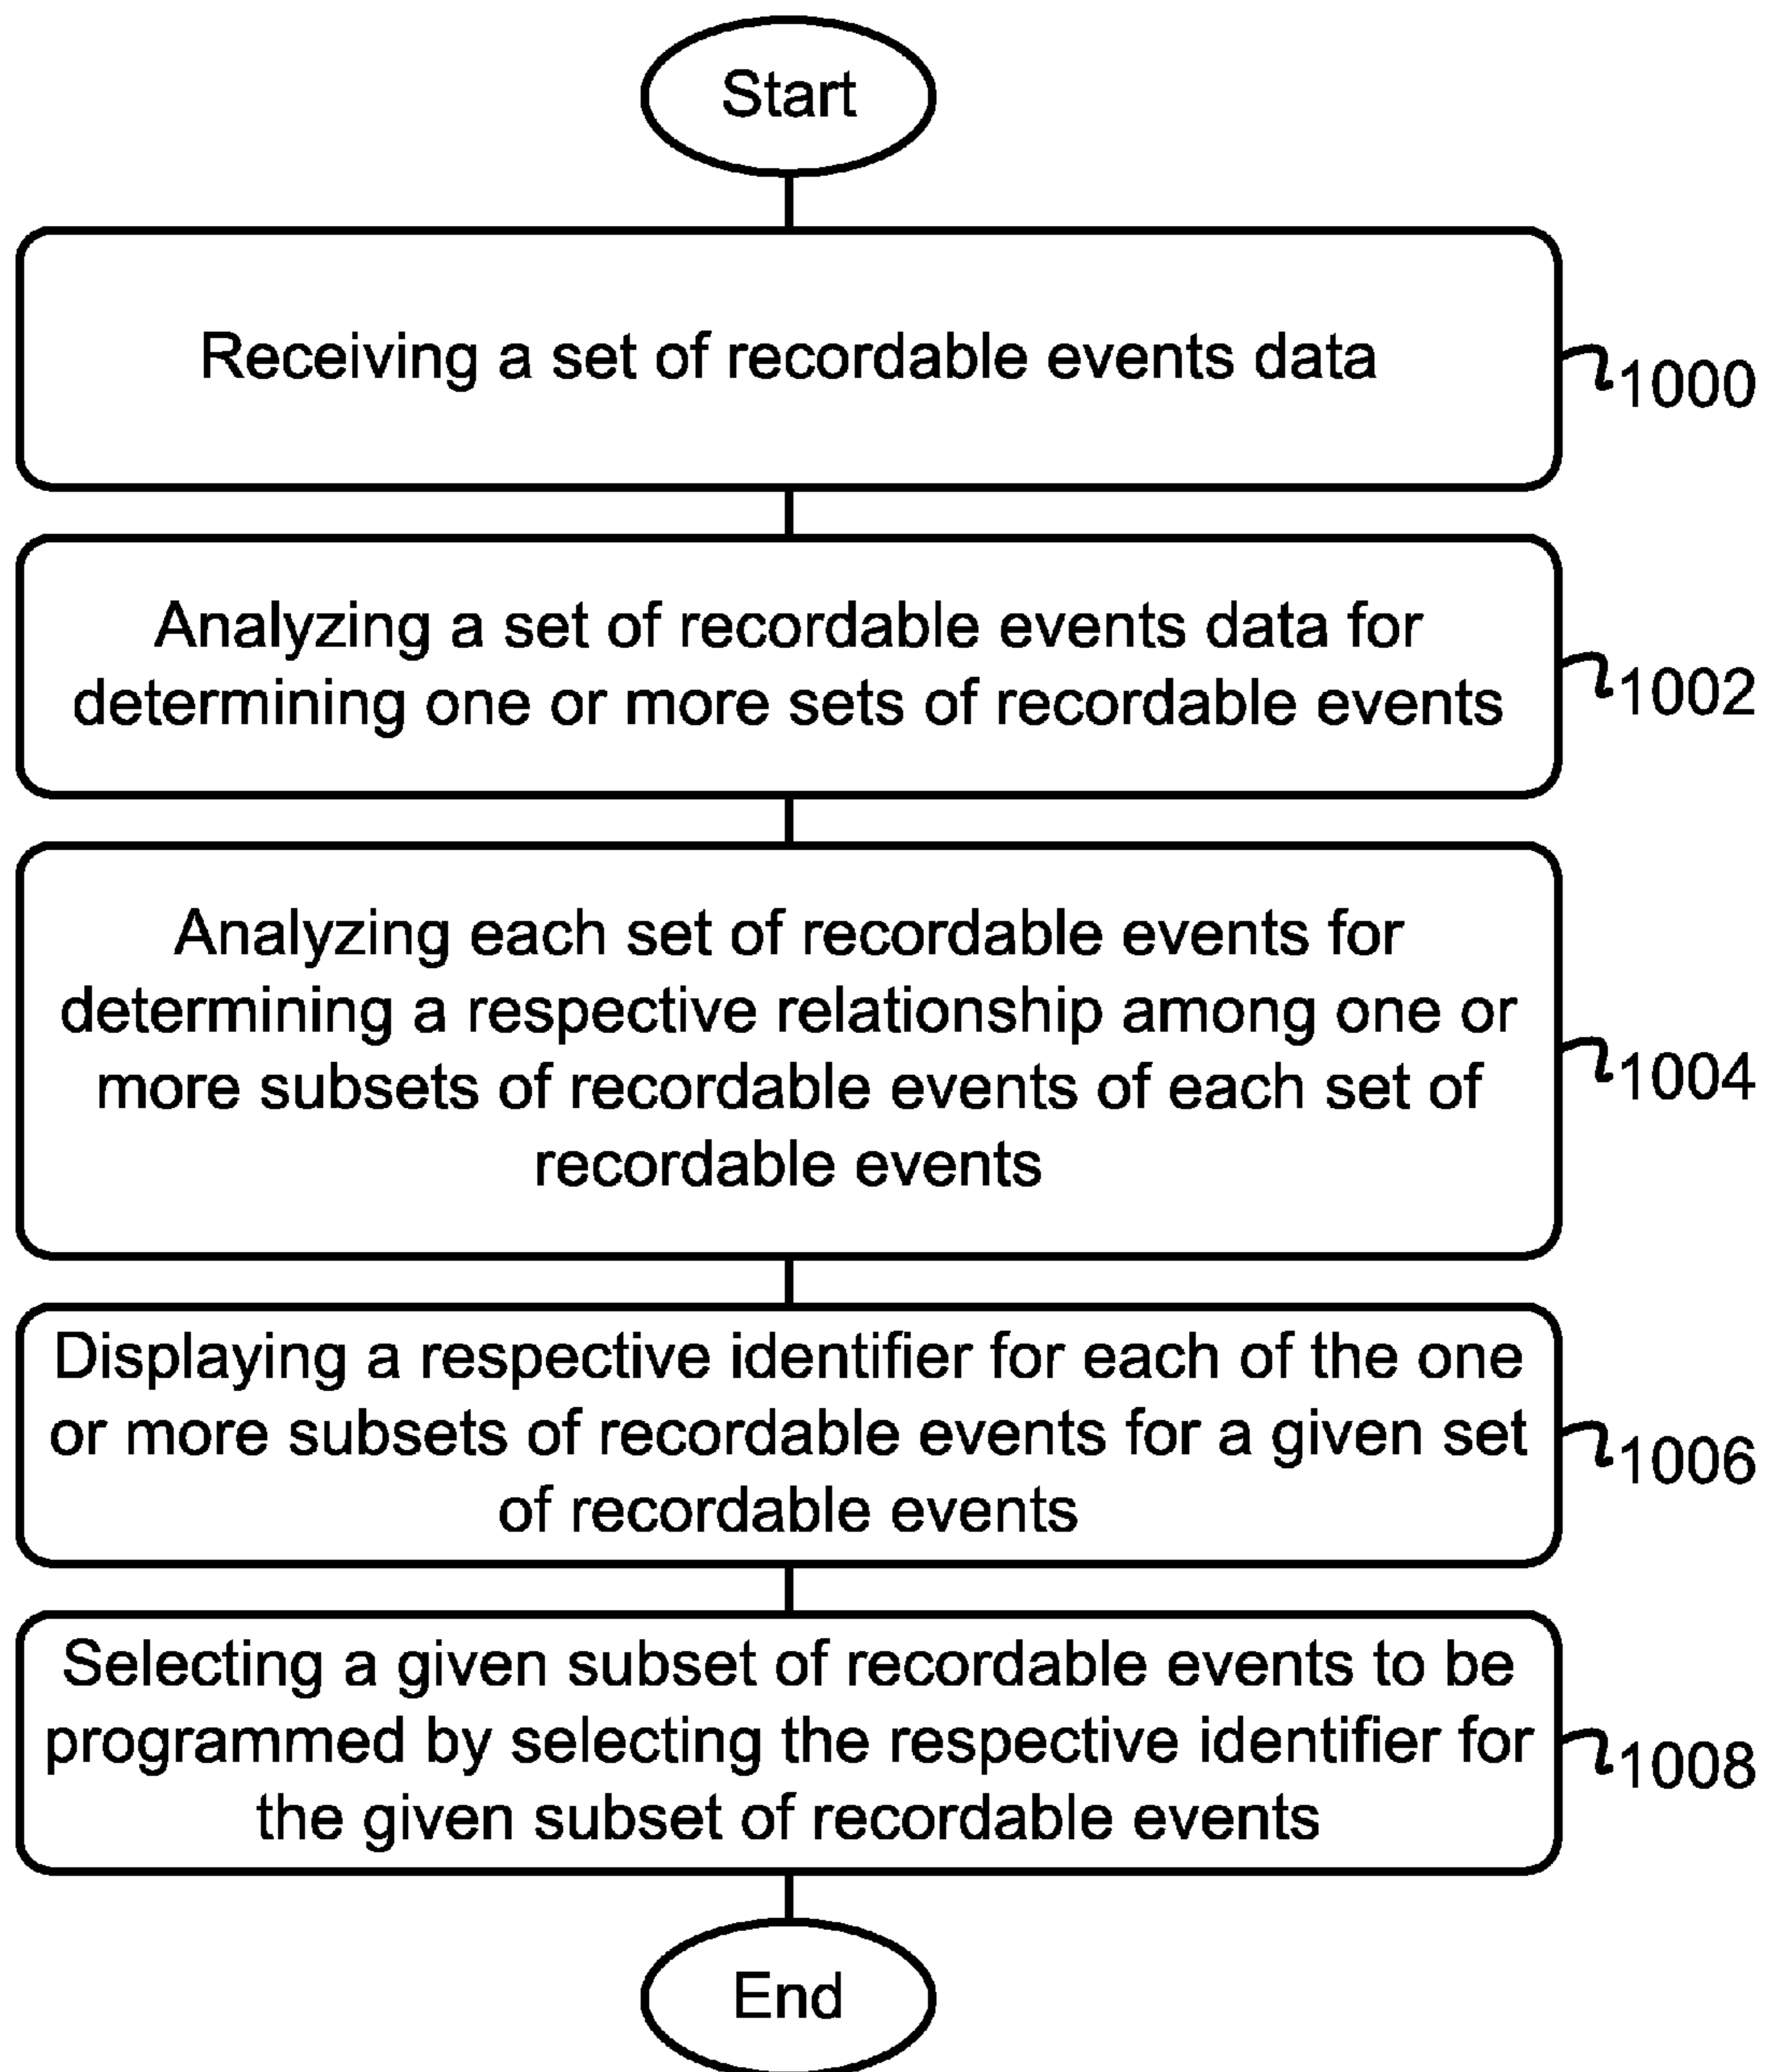 Start
Receiving a set of recordable events data
1000
Analyzing a set of recordable events data for
determining one or more sets of recordable events
1002
Analyzing each set of recordable events for
determining a respective relationship among one or
more subsets of recordable events of each set of
recordable events
1004
Displaying a respective identifier for each of the one
or more subsets of recordable events for a given set
of recordable events
1006
Selecting a given subset of recordable events to be
programmed by selecting the respective identifier for
the given subset of recordable events
1008
End